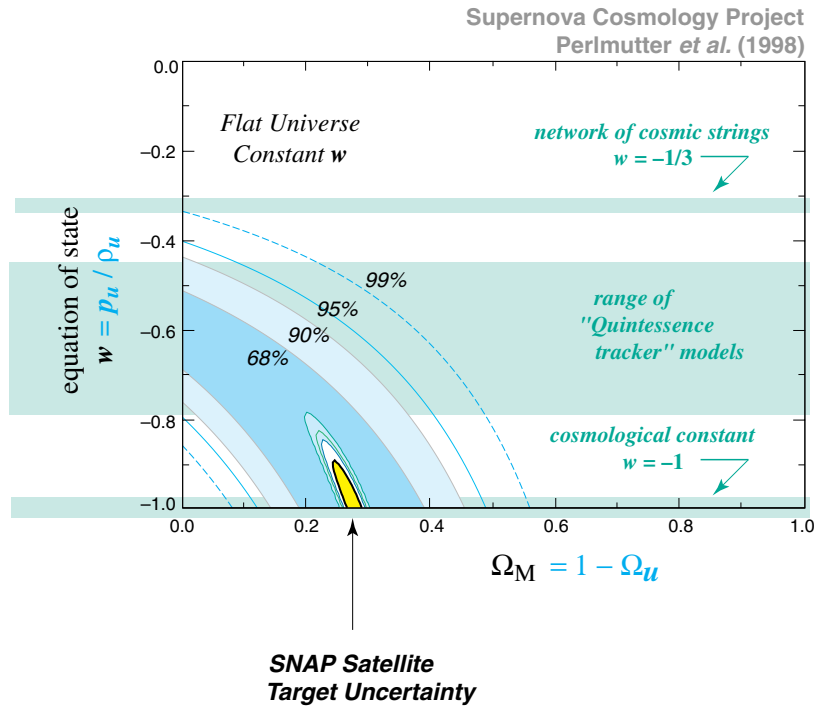 Supernova Cosmology Project
Perlmutter et al. (1998)
0.0
Flat Universe
Constant w
network of cosmic strings
w = –1/3
–0.2
–0.4
equation of state
w = pu / ρu
99%
95%
90%
68%
range of
"Quintessence
tracker" models
–0.6
–0.8
cosmological constant
w = –1
–1.0
0.0
0.2
0.4
0.6
0.8
1.0
ΩM = 1 – Ωu
SNAP Satellite
Target Uncertainty